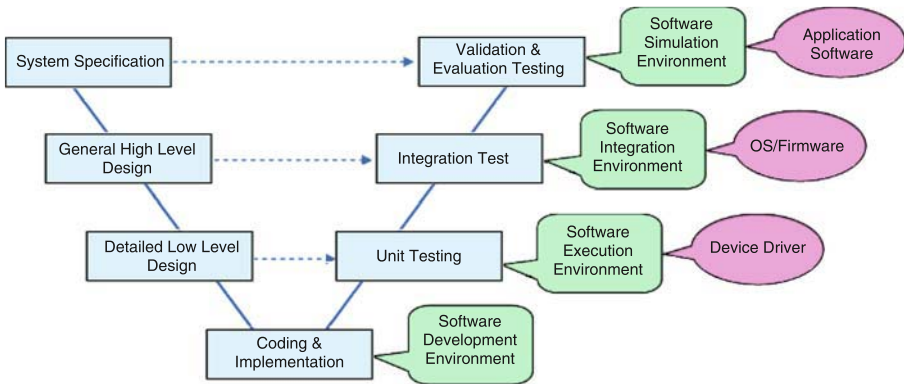 System Specification
Validation &
Evaluation Testing
Software
Simulation
Environment
Application
Software
General High Level
Design
Integration Test
Software
Integration
Environment
OS/Firmware
Detailed Low Level
Design
Unit Testing
Software
Execution
Environment
Device Driver
Coding &
Implementation
Software
Development
Environment